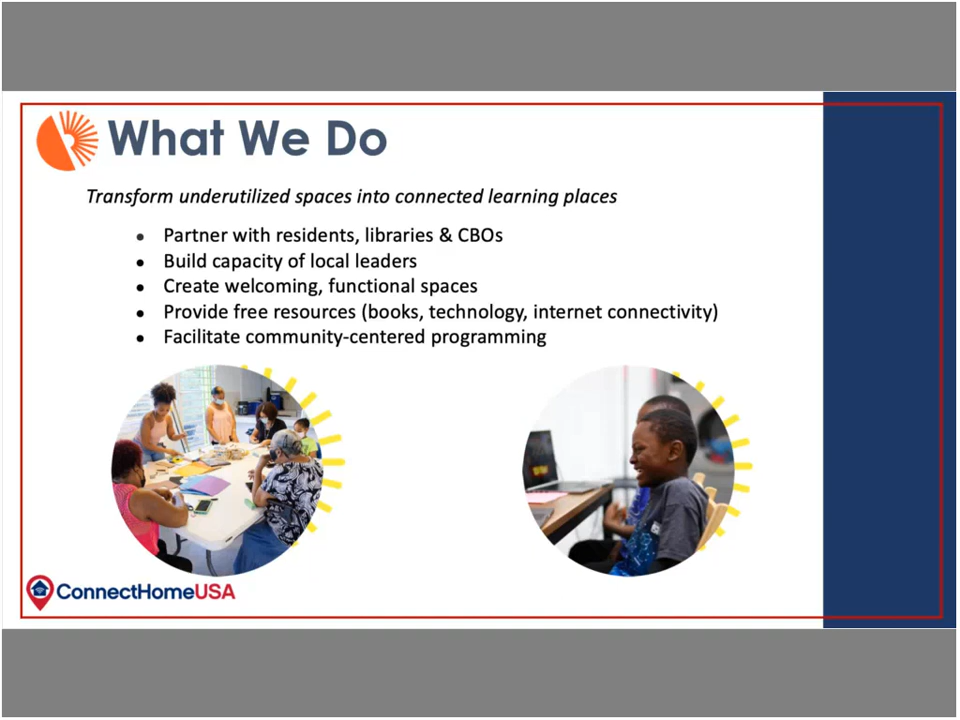 What We Do
Transform underutilized spaces into connected learning places
• Partner with residents, libraries & CBOs
• Build capacity of local leaders
• Create welcoming, functional spaces
• Provide free resources (books, technology, internet connectivity)
• Facilitate community-centered programming
ConnectHomeUSA